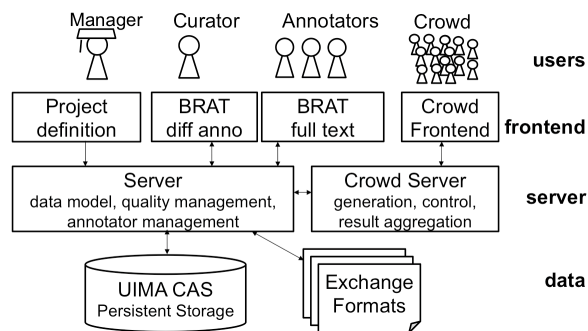 Manager
Curator
Annotators
Crowd
users
Project
definition
BRAT
diff anno
BRAT
full text
Crowd
Frontend
frontend
Server
data model, quality management,
annotator management
Crowd Server
generation, control,
result aggregation
server
UIMA CAS
Persistent Storage
Exchange
Formats
data